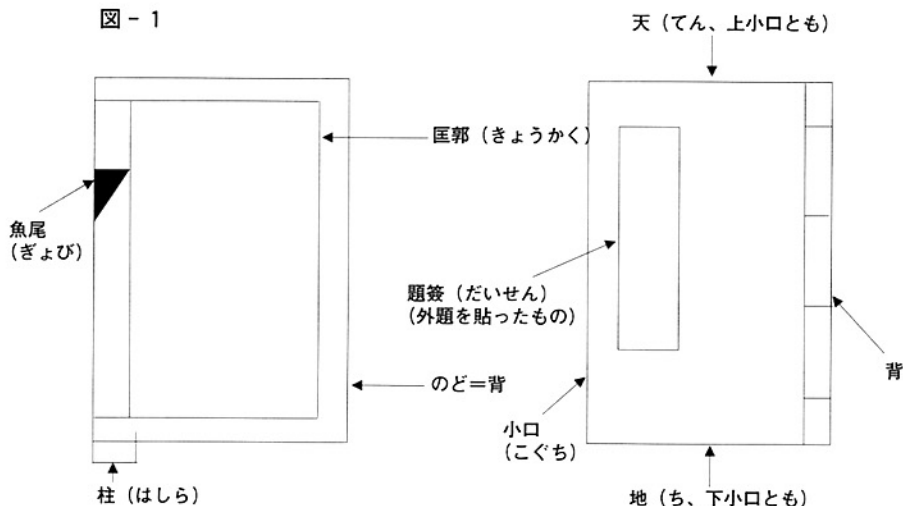 図－1
天（てん、上小口とも）
匡郭（きょうかく）
魚尾
（ぎょび）
題簽（だいせん）
（外題を貼ったもの）
のど＝背
背
小口
（こぐち）
柱（はしら）
地（ち、下小口とも）